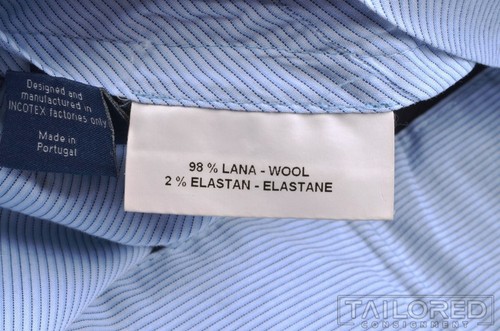 Designed and
manufactured in
INCOTEX factories only
Made in
Portugal
98 % LANA - WOOL
2 % ELASTAN - ELASTANE
TAILORED
CONSIGNMENT